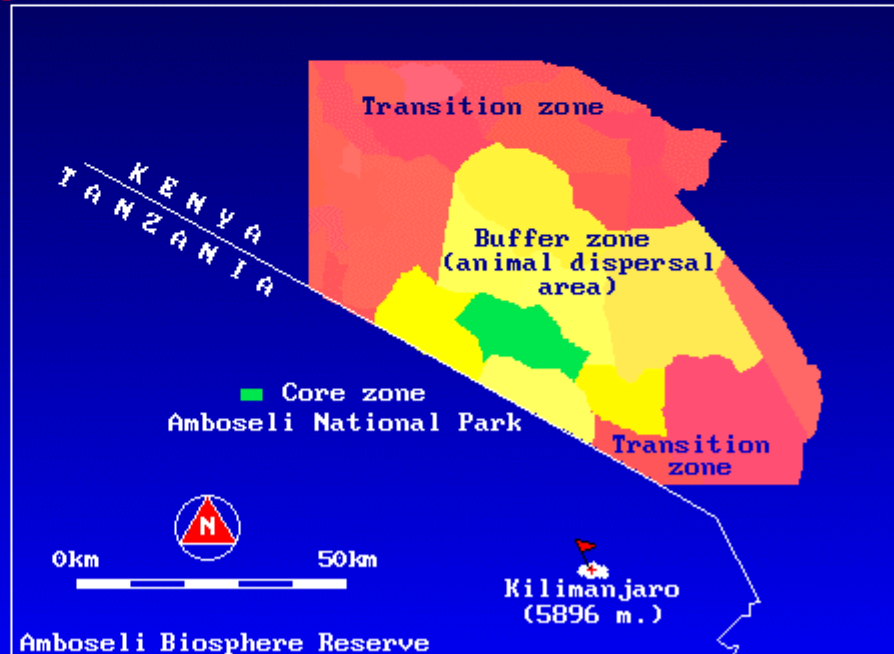 Transition zone
KENYA
TANZANIA
Buffer zone
(animal dispersal
area)
Core zone
Amboseli National Park
Transition
zone
N
0km 50km
Kilimanjaro
(5896 m.)
Amboseli Biosphere Reserve